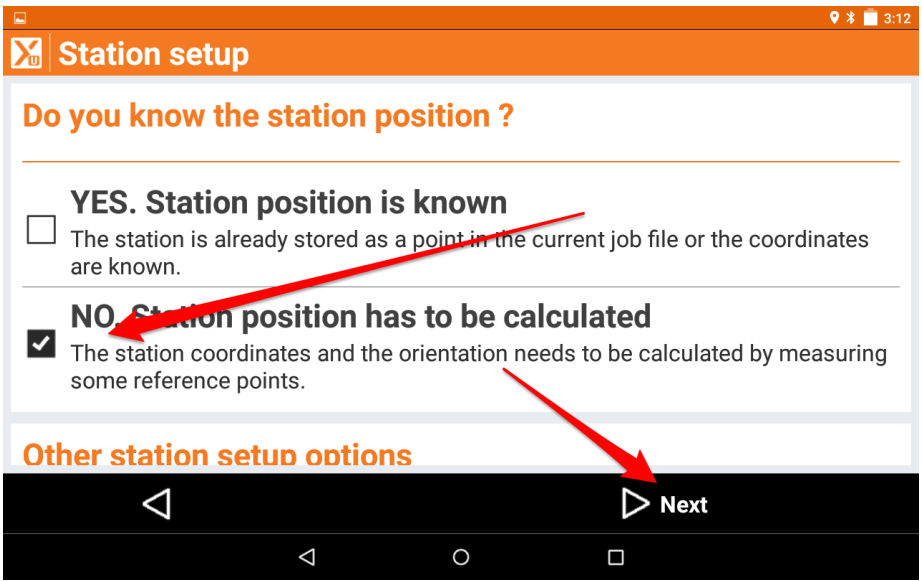 3:12
X U
Station setup
Do you know the station position ?
YES. Station position is known
The station is already stored as a point in the current job file or the coordinates
are known.
NO. Station position has to be calculated
The station coordinates and the orientation needs to be calculated by measuring
some reference points.
Other station setup options
Next